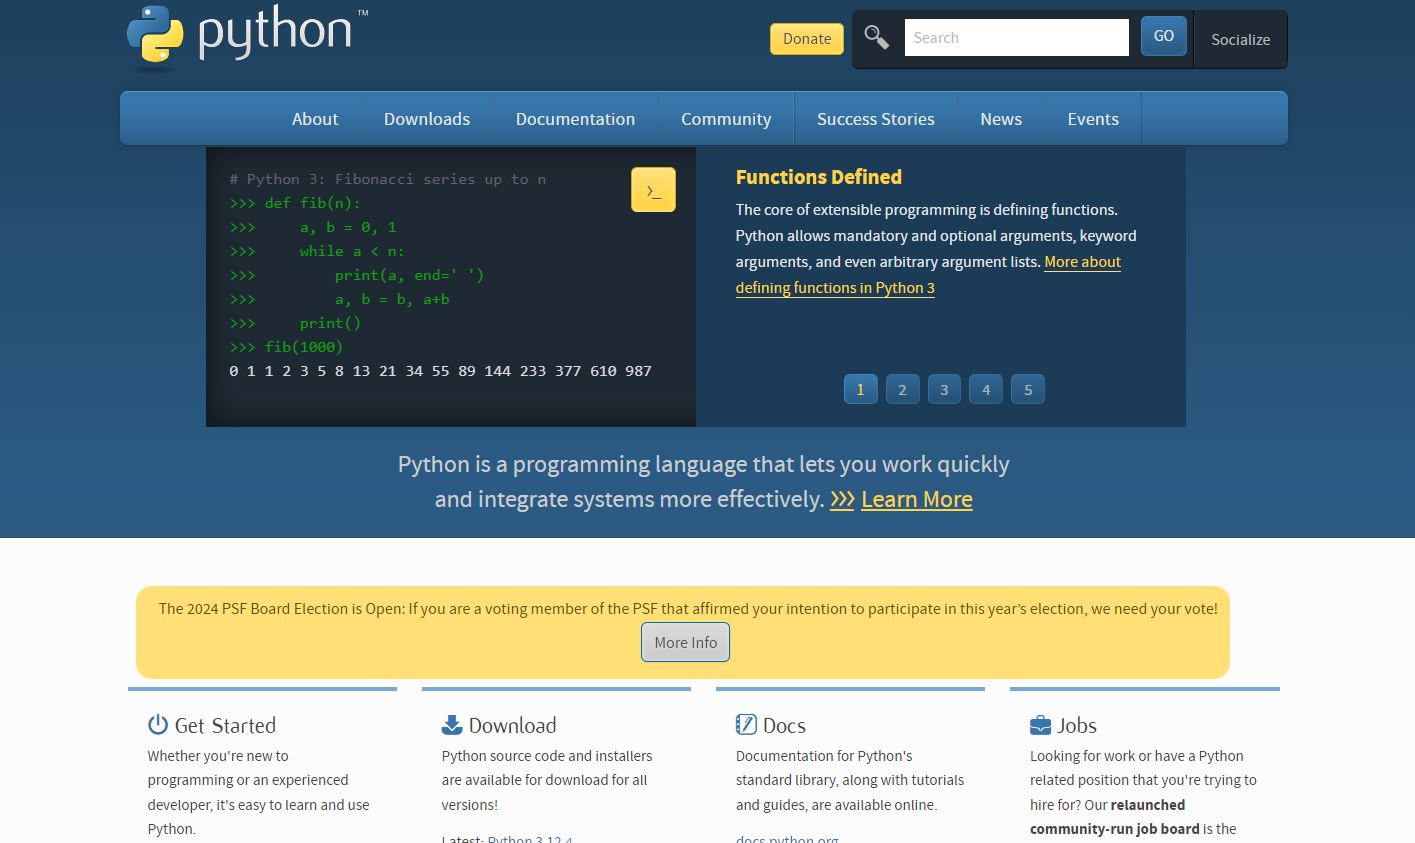 python™
Donate
Search
GO
Socialize
About Downloads Documentation Community Success Stories News Events
# Python 3: Fibonacci series up to n
>>> def fib(n):
>>>     a, b = 0, 1
>>>     while a < n:
>>>         print(a, end=' ')
>>>         a, b = b, a+b
>>>     print()
>>> fib(1000)
0 1 1 2 3 5 8 13 21 34 55 89 144 233 377 610 987
>_
Functions Defined
The core of extensible programming is defining functions.
Python allows mandatory and optional arguments, keyword
arguments, and even arbitrary argument lists. More about
defining functions in Python 3
1 2 3 4 5
Python is a programming language that lets you work quickly
and integrate systems more effectively. >>> Learn More
The 2024 PSF Board Election is Open: If you are a voting member of the PSF that affirmed your intention to participate in this year’s election, we need your vote!
More Info
Get Started
Whether you're new to
programming or an experienced
developer, it's easy to learn and use
Python.
Download
Python source code and installers
are available for download for all
versions!
Latest: Python 3.12.4
Docs
Documentation for Python's
standard library, along with tutorials
and guides, are available online.
docs.python.org
Jobs
Looking for work or have a Python
related position that you're trying to
hire for? Our relaunched
community-run job board is the